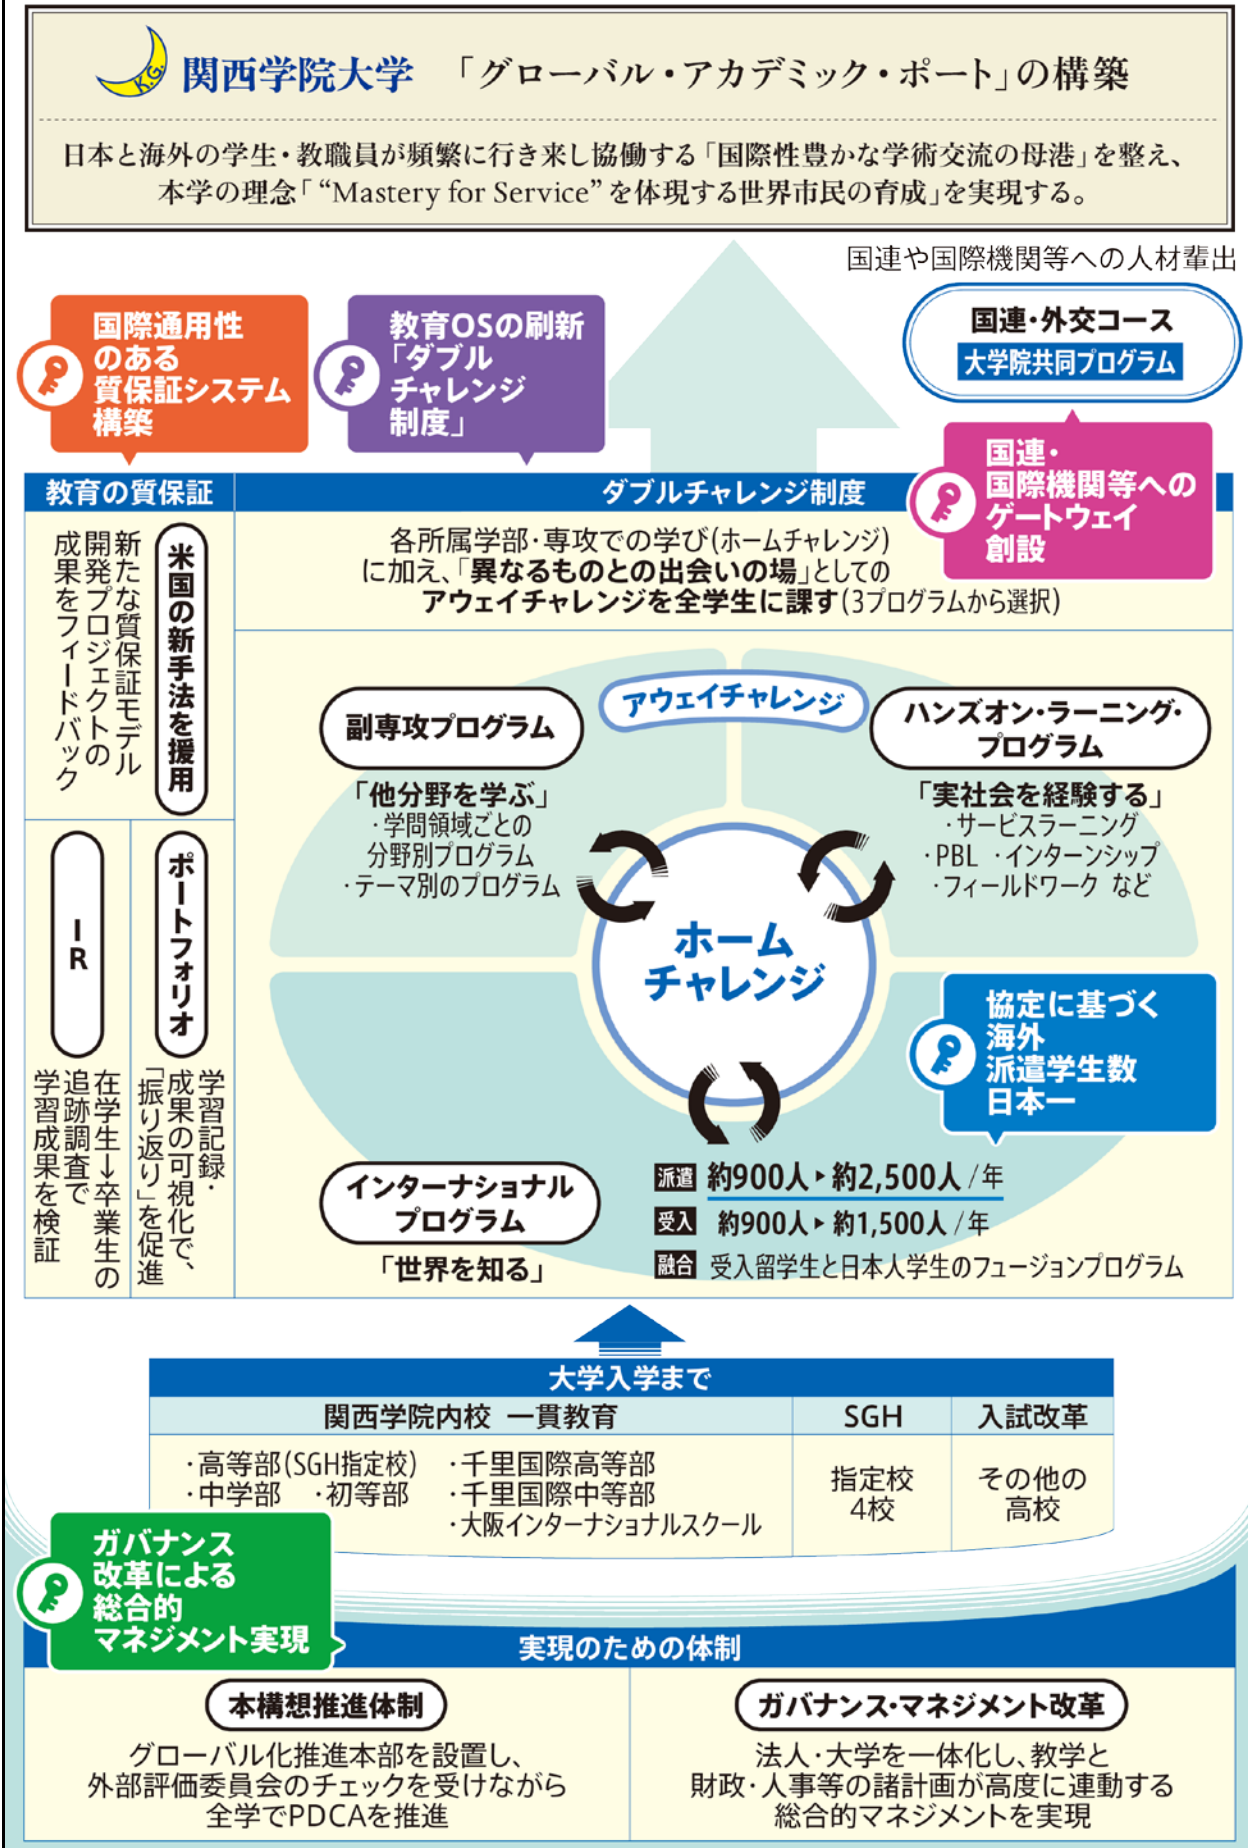 K.G.
関西学院大学 「グローバル・アカデミック・ポート」の構築
日本と海外の学生・教職員が頻繁に行き来し協働する「国際性豊かな学術交流の母港」を整え、
本学の理念「“Mastery for Service”を体現する世界市民の育成」を実現する。
国連や国際機関等への人材輩出
国際通用性
のある
質保証システム
構築
教育OSの刷新
「ダブル
チャレンジ
制度」
国連・外交コース
大学院共同プログラム
国連・
国際機関等への
ゲートウェイ
創設
教育の質保証
米国の新手法を援用
新たな質保証モデル
開発プロジェクトの
成果をフィードバック
ポートフォリオ
学習記録・
成果の可視化で、
「振り返り」を促進
IR
在学生→卒業生の
追跡調査で
学習成果を検証
ダブルチャレンジ制度
各所属学部・専攻での学び(ホームチャレンジ)
に加え、「異なるものとの出会いの場」としての
アウェイチャレンジを全学生に課す(3プログラムから選択)
アウェイチャレンジ
副専攻プログラム
「他分野を学ぶ」
・学問領域ごとの
分野別プログラム
・テーマ別のプログラム
ハンズオン・ラーニング・
プログラム
「実社会を経験する」
・サービスラーニング
・PBL ・インターンシップ
・フィールドワーク など
ホーム
チャレンジ
協定に基づく
海外
派遣学生数
日本一
インターナショナル
プログラム
「世界を知る」
派遣 約900人▶約2,500人/年
受入 約900人▶約1,500人/年
融合 受入留学生と日本人学生のフュージョンプログラム
大学入学まで
関西学院内校 一貫教育
SGH
入試改革
・高等部(SGH指定校)
・中学部 ・初等部
・千里国際高等部
・千里国際中等部
・大阪インターナショナルスクール
指定校
4校
その他の
高校
ガバナンス
改革による
総合的
マネジメント実現
実現のための体制
本構想推進体制
グローバル化推進本部を設置し、
外部評価委員会のチェックを受けながら
全学でPDCAを推進
ガバナンス・マネジメント改革
法人・大学を一体化し、教学と
財政・人事等の諸計画が高度に連動する
総合的マネジメントを実現